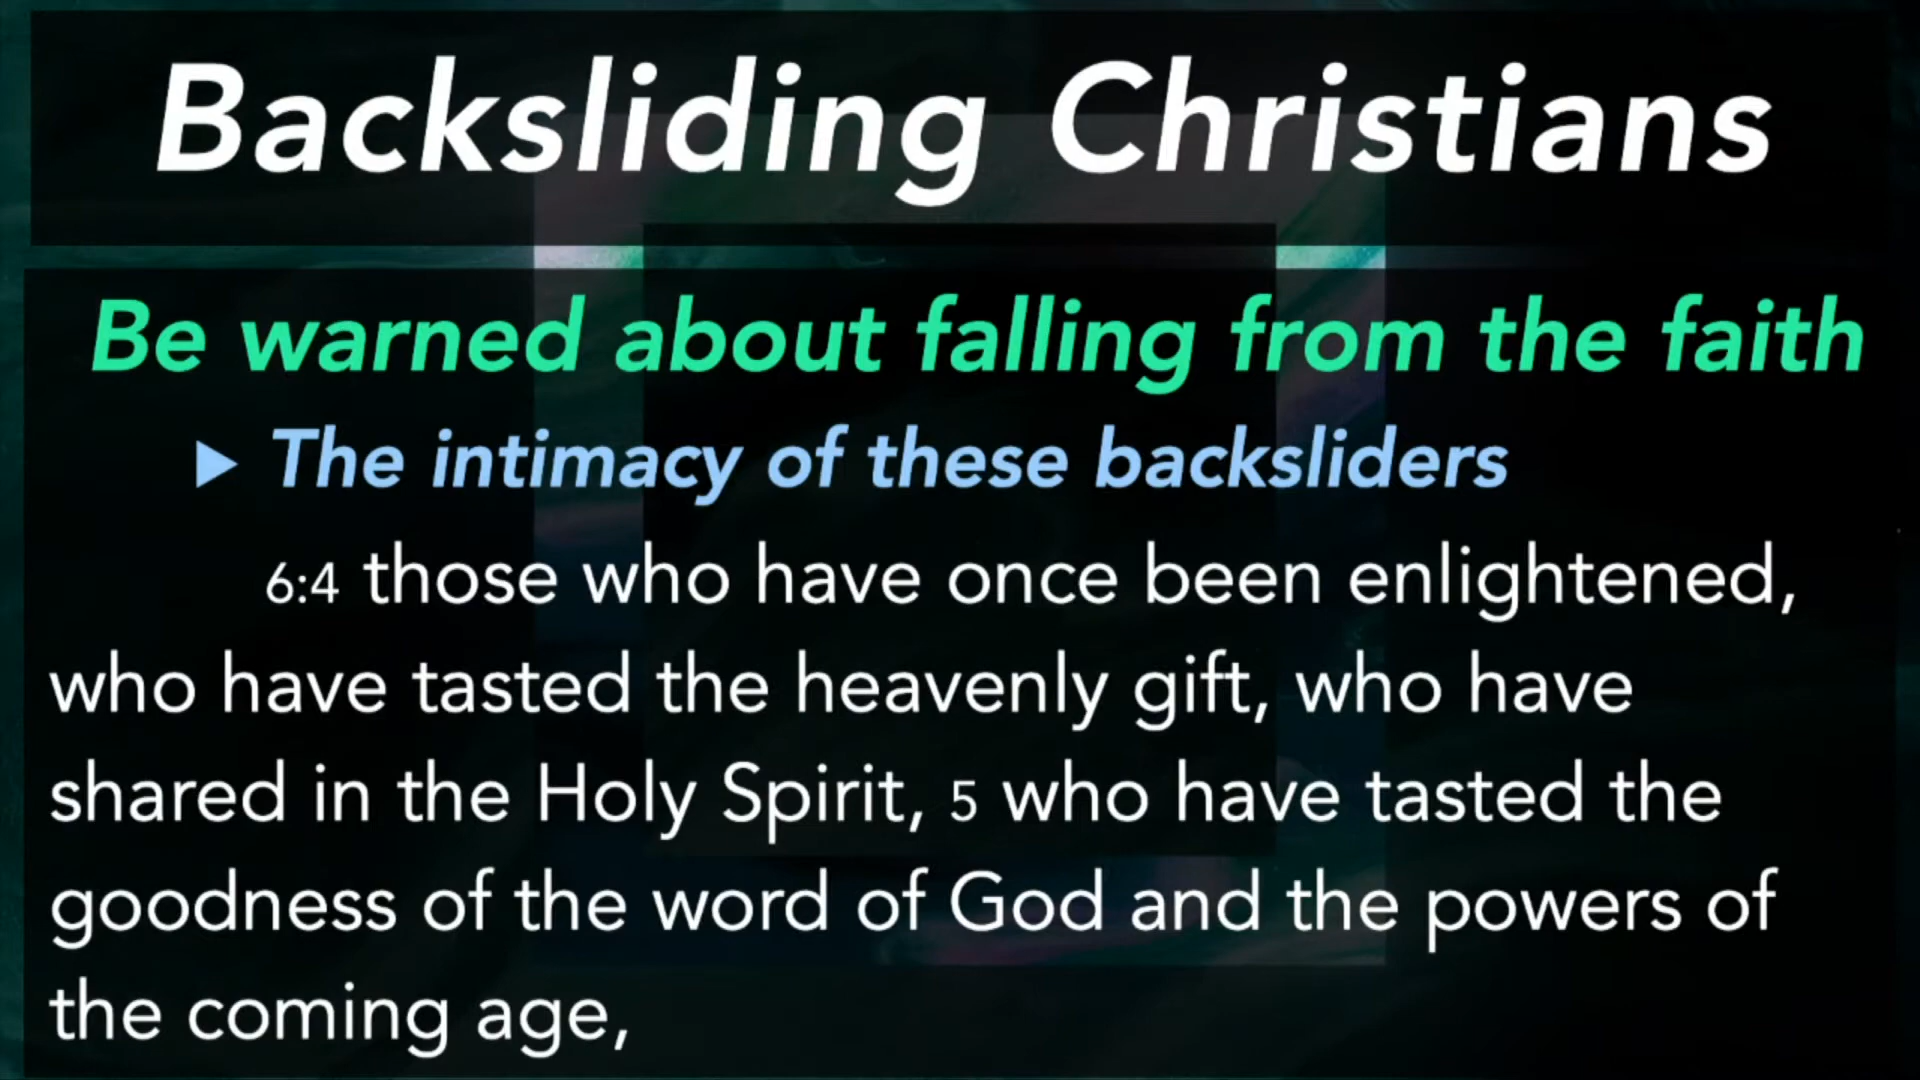 Backsliding Christians
Be warned about falling from the faith
▶ The intimacy of these backsliders
6:4 those who have once been enlightened,
who have tasted the heavenly gift, who have
shared in the Holy Spirit, 5 who have tasted the
goodness of the word of God and the powers of
the coming age,